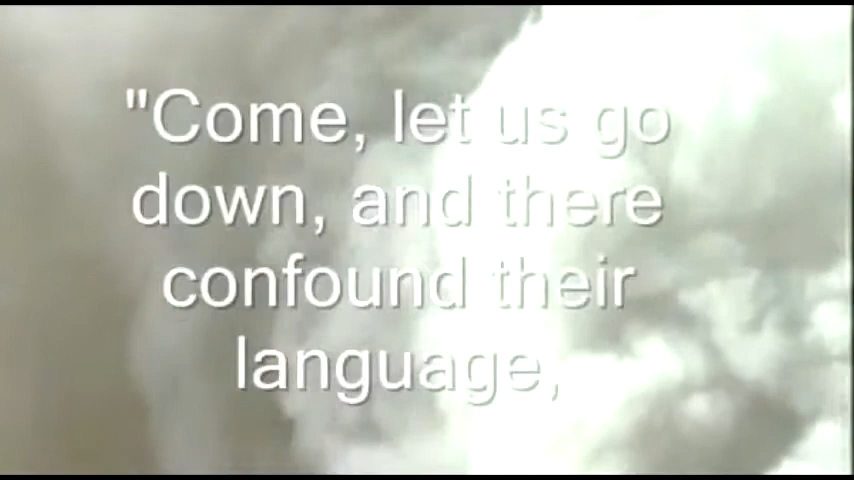 "Come, let us go
down, and there
confound their
language,